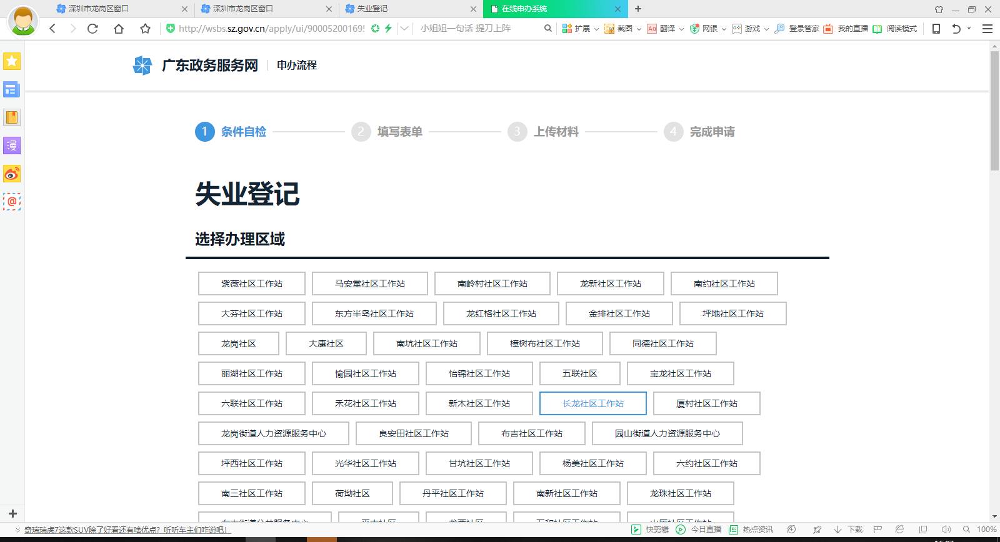 深圳市龙岗区窗口
深圳市龙岗区窗口
失业登记
在线申办系统
http://wsbs.sz.gov.cn/apply/ui/90005200169
小姐姐一句话 提刀上阵
扩展
截图
翻译
网银
游戏
登录管家
我的直播
阅读模式
广东政务服务网
申办流程
漫
1 条件自检
2 填写表单
3 上传材料
4 完成申请
失业登记
选择办理区域
紫薇社区工作站 马安堂社区工作站 南岭村社区工作站 龙新社区工作站 南约社区工作站
大芬社区工作站 东方半岛社区工作站 龙红格社区工作站 金排社区工作站 坪地社区工作站
龙岗社区 大康社区 南坑社区工作站 樟树布社区工作站 同德社区工作站
丽湖社区工作站 愉园社区工作站 怡锦社区工作站 五联社区 宝龙社区工作站
六联社区工作站 禾花社区工作站 新木社区工作站 长龙社区工作站 厦村社区工作站
龙岗街道人力资源服务中心 良安田社区工作站 布吉社区工作站 园山街道人力资源服务中心
坪西社区工作站 光华社区工作站 甘坑社区工作站 杨美社区工作站 六约社区工作站
南三社区工作站 荷坳社区 丹平社区工作站 南新社区工作站 龙珠社区工作站
奇瑞瑞虎7这款SUV除了好看还有啥优点？听听车主们咋说吧！
快剪辑
今日直播
热点资讯
下载
100%